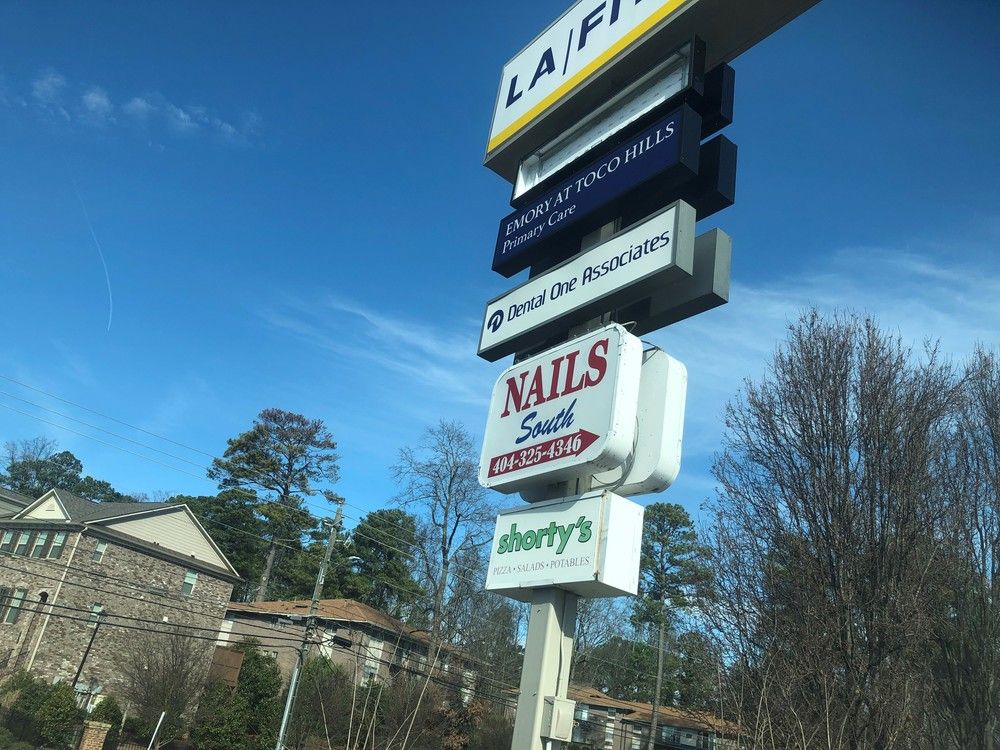 LA/FI
EMORY AT TOCO HILLS
Primary Care
Dental One Associates
NAILS
South
404-325-4346
shorty's
PIZZA • SALADS • POTABLES